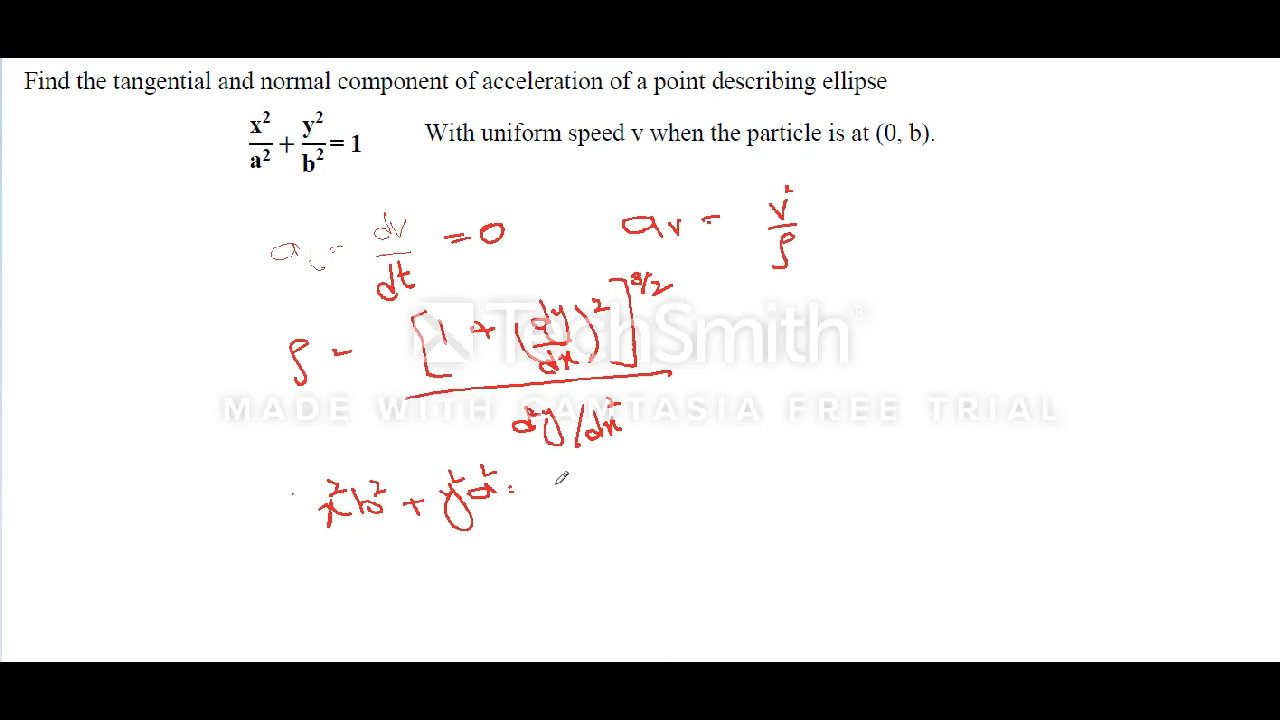 Find the tangential and normal component of acceleration of a point describing ellipse
x²/a² + y²/b² = 1 With uniform speed v when the particle is at (0, b).
a_t = dv/dt = 0 a_v = v²/ρ
ρ = [1 + (dy/dx)²]^3/2
d²y/dx²
TechSmith®
MADE WITH CAMTASIA FREE TRIAL
x²b² + y²a² =